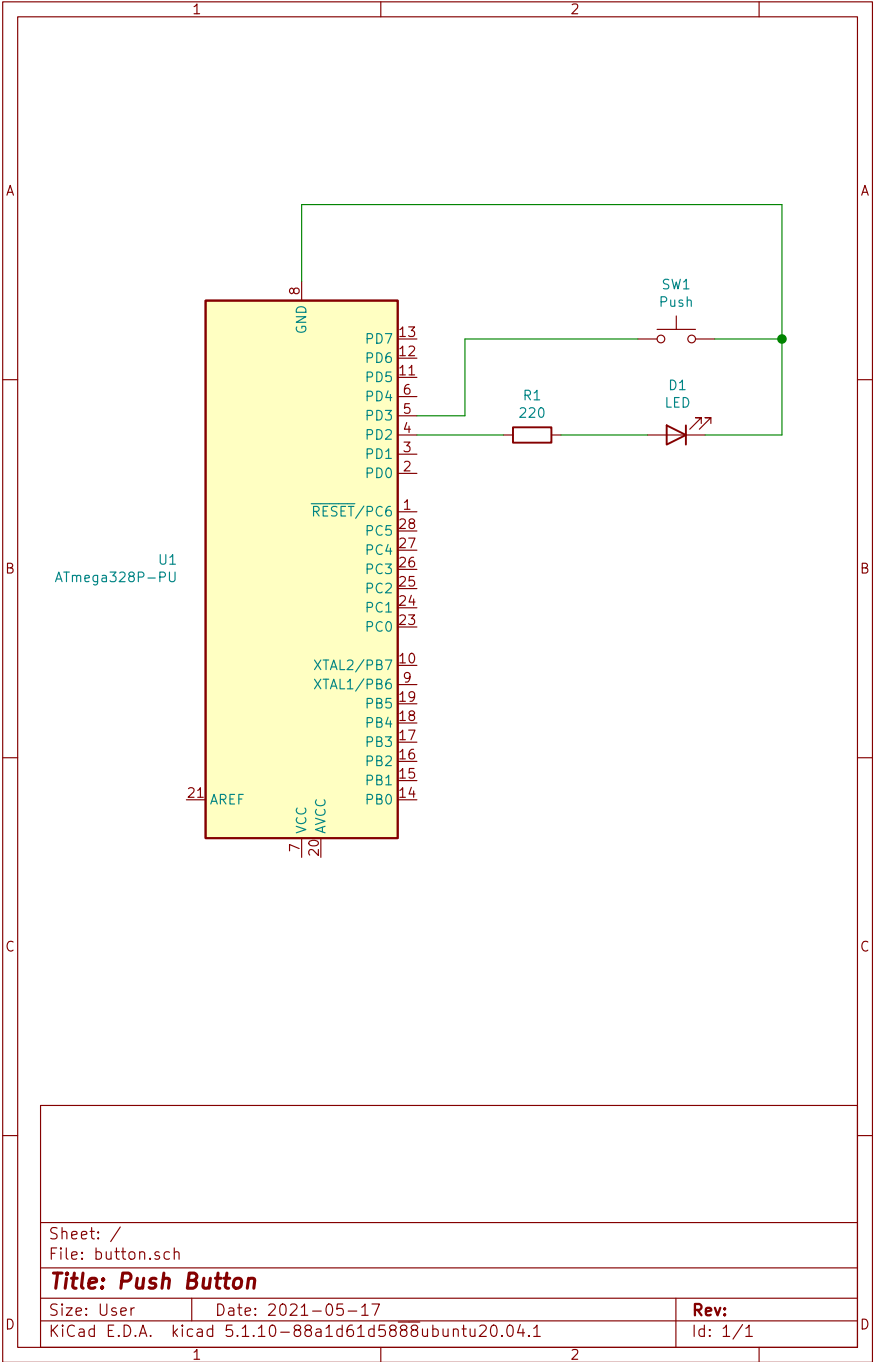 1 2
A A
SW1
Push
8
GND
PD7 13
PD6 12
PD5 11
PD4 6
PD3 5
PD2 4
PD1 3
PD0 2
D1
LED
R1
220
RESET/PC6 1
PC5 28
PC4 27
PC3 26
PC2 25
PC1 24
PC0 23
U1
ATmega328P-PU
B B
XTAL2/PB7 10
XTAL1/PB6 9
PB5 19
PB4 18
PB3 17
PB2 16
PB1 15
PB0 14
21 AREF
VCC
AVCC
7
20
C C
Sheet: /
File: button.sch
Title: Push Button
Size: User Date: 2021-05-17 Rev:
KiCad E.D.A. kicad 5.1.10-88a1d61d5888ubuntu20.04.1 Id: 1/1
D D
1 2